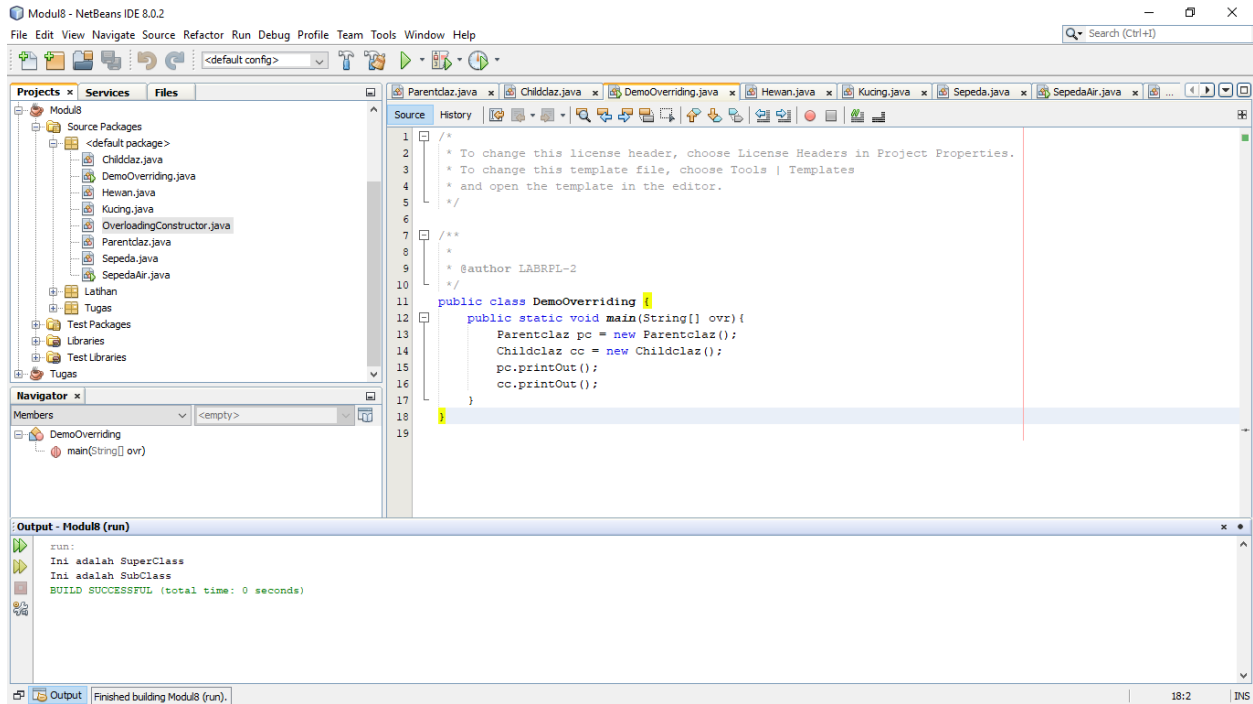 Modul8 - NetBeans IDE 8.0.2
File Edit View Navigate Source Refactor Run Debug Profile Team Tools Window Help
Search (Ctrl+I)
<default config>
Projects x Services Files
Parentclaz.java x Childclaz.java x DemoOverriding.java x Hewan.java x Kucing.java x Sepeda.java x SepedaAir.java x ...
Modul8
Source Packages
<default package>
Childclaz.java
DemoOverriding.java
Hewan.java
Kucing.java
OverloadingConstructor.java
Parentclaz.java
Sepeda.java
SepedaAir.java
Latihan
Tugas
Test Packages
Libraries
Test Libraries
Tugas
Source History
1 /*
2 * To change this license header, choose License Headers in Project Properties.
3 * To change this template file, choose Tools | Templates
4 * and open the template in the editor.
5 */
6
7 /**
8 *
9 * @author LABRPL-2
10 */
11 public class DemoOverriding {
12 public static void main(String[] ovr){
13 Parentclaz pc = new Parentclaz();
14 Childclaz cc = new Childclaz();
15 pc.printOut();
16 cc.printOut();
17 }
18 }
19
Navigator x
Members <empty>
DemoOverriding
main(String[] ovr)
Output - Modul8 (run)
run:
Ini adalah SuperClass
Ini adalah SubClass
BUILD SUCCESSFUL (total time: 0 seconds)
Output Finished building Modul8 (run). 18:2 INS